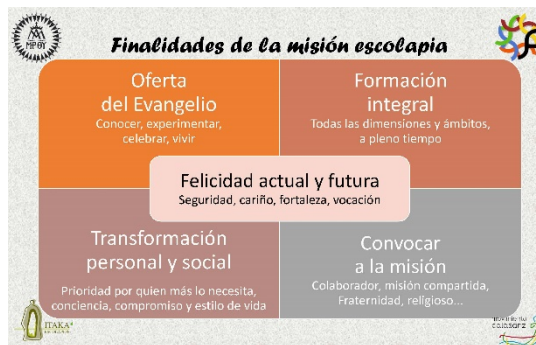 Finalidades de la misión escolapia
Oferta
del Evangelio
Conocer, experimentar,
celebrar, vivir
Formación
integral
Todas las dimensiones y ámbitos,
a pleno tiempo
Felicidad actual y futura
Seguridad, cariño, fortaleza, vocación
Transformación
personal y social
Prioridad por quien más lo necesita,
conciencia, compromiso y estilo de vida
Convocar
a la misión
Colaborador, misión compartida,
Fraternidad, religioso...
ITAKA
calasanz